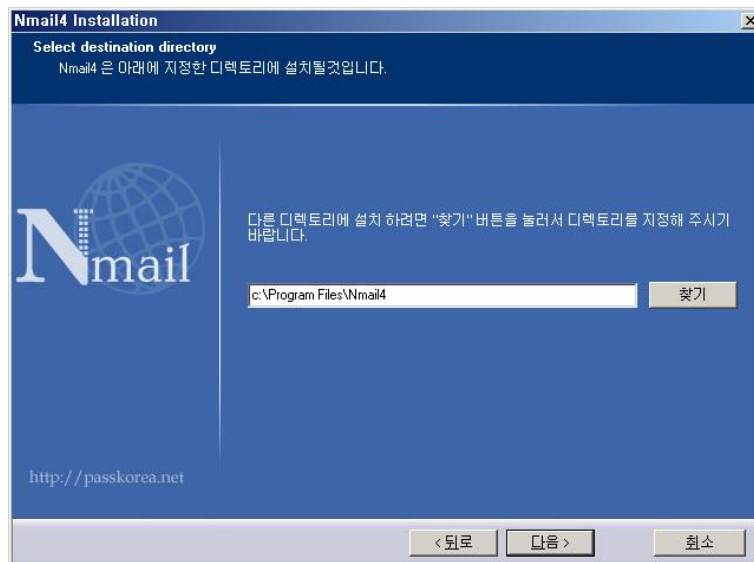 Nmail4 Installation
Select destination directory
Nmail4 은 아래에 지정한 디렉토리에 설치될것입니다.
Nmail
다른 디렉토리에 설치 하려면 "찾기" 버튼을 눌러서 디렉토리를 지정해 주시기
바랍니다.
c:\Program Files\Nmail4
찾기
http://passkorea.net
< 뒤로
다음 >
취소